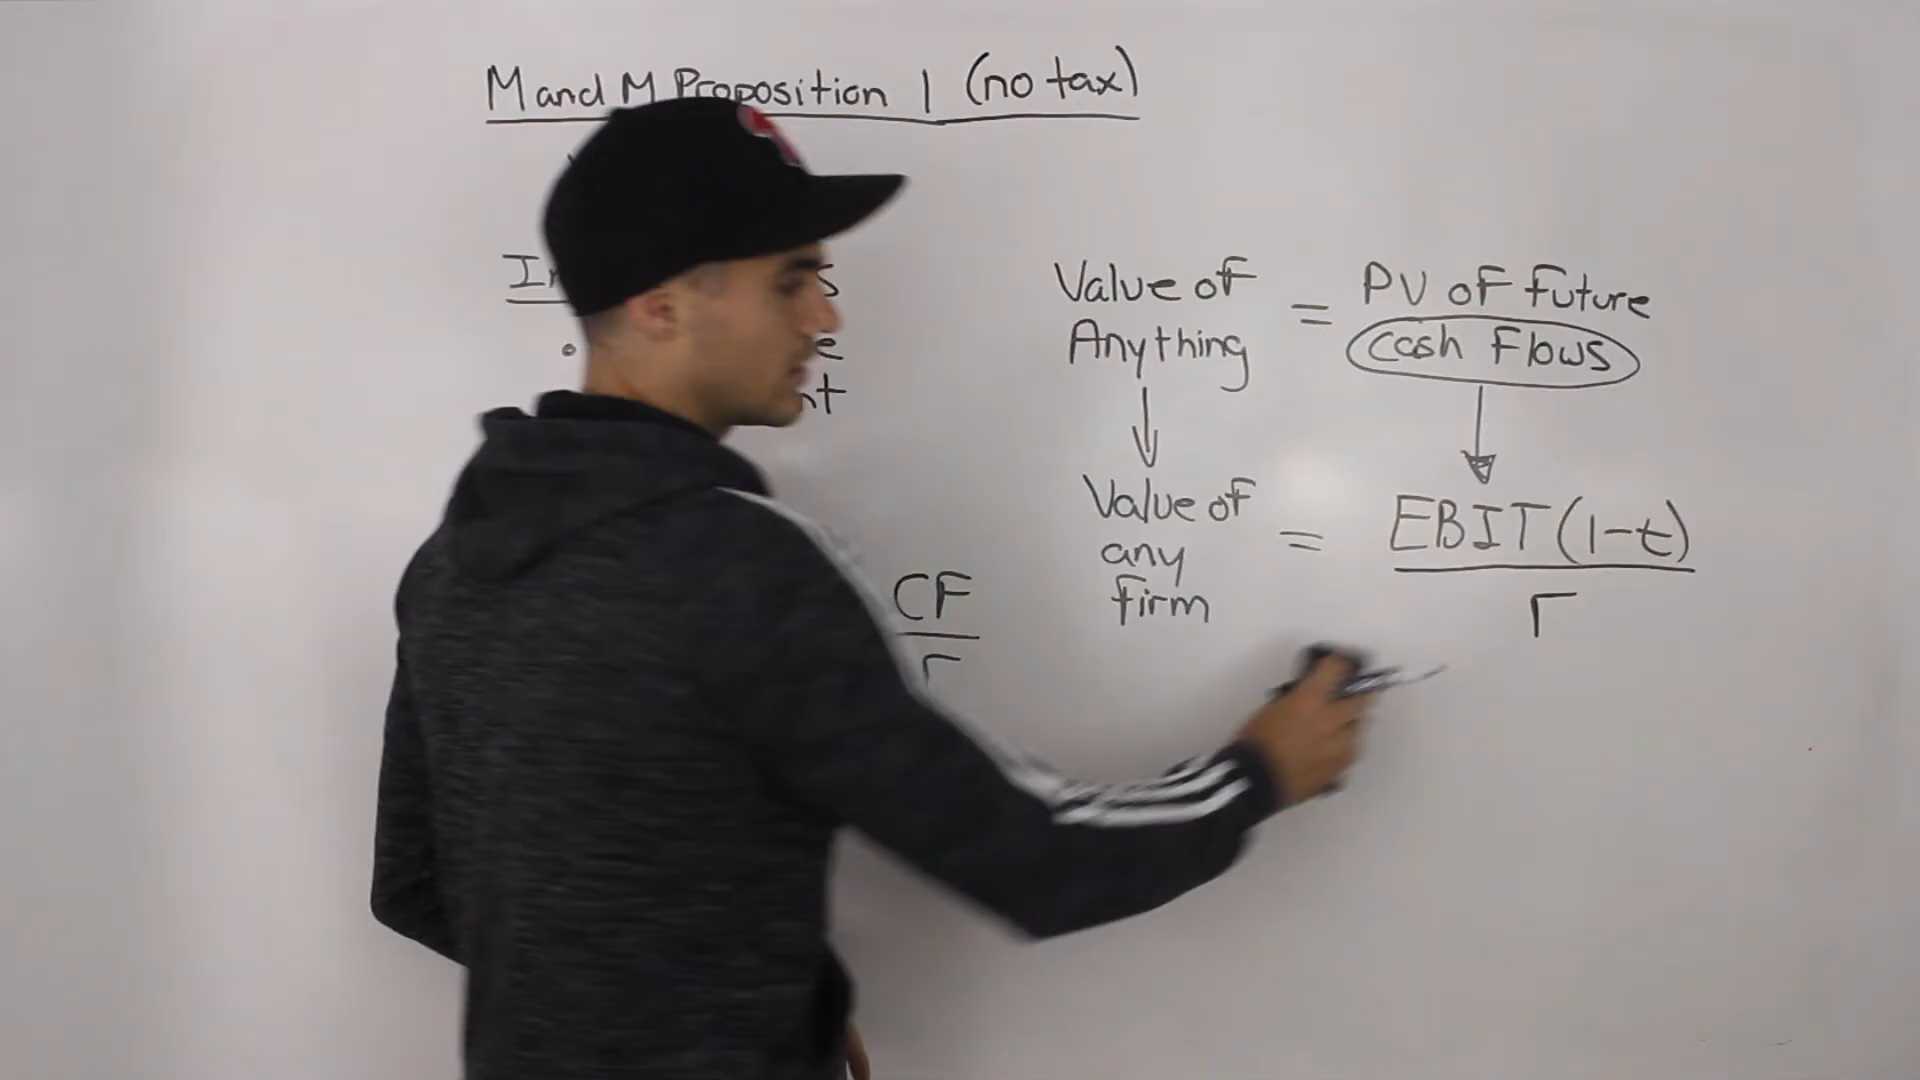 M and M Proposition 1 (no tax)
Value of
Anything
= PV of Future
Cash Flows
Value of
any
firm
= EBIT(1-t)
r
CF
r